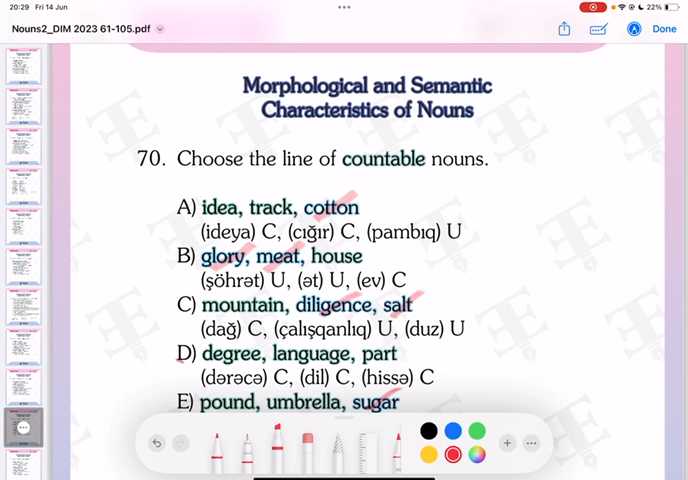 20:29 Fri 14 Jun
22%
Nouns2_DIM 2023 61-105.pdf
Done
Morphological and Semantic
Characteristics of Nouns
70. Choose the line of countable nouns.
A) idea, track, cotton
(ideya) C, (cığır) C, (pambıq) U
B) glory, meat, house
(şöhrət) U, (ət) U, (ev) C
C) mountain, diligence, salt
(dağ) C, (çalışqanlıq) U, (duz) U
D) degree, language, part
(dərəcə) C, (dil) C, (hissə) C
E) pound, umbrella, sugar